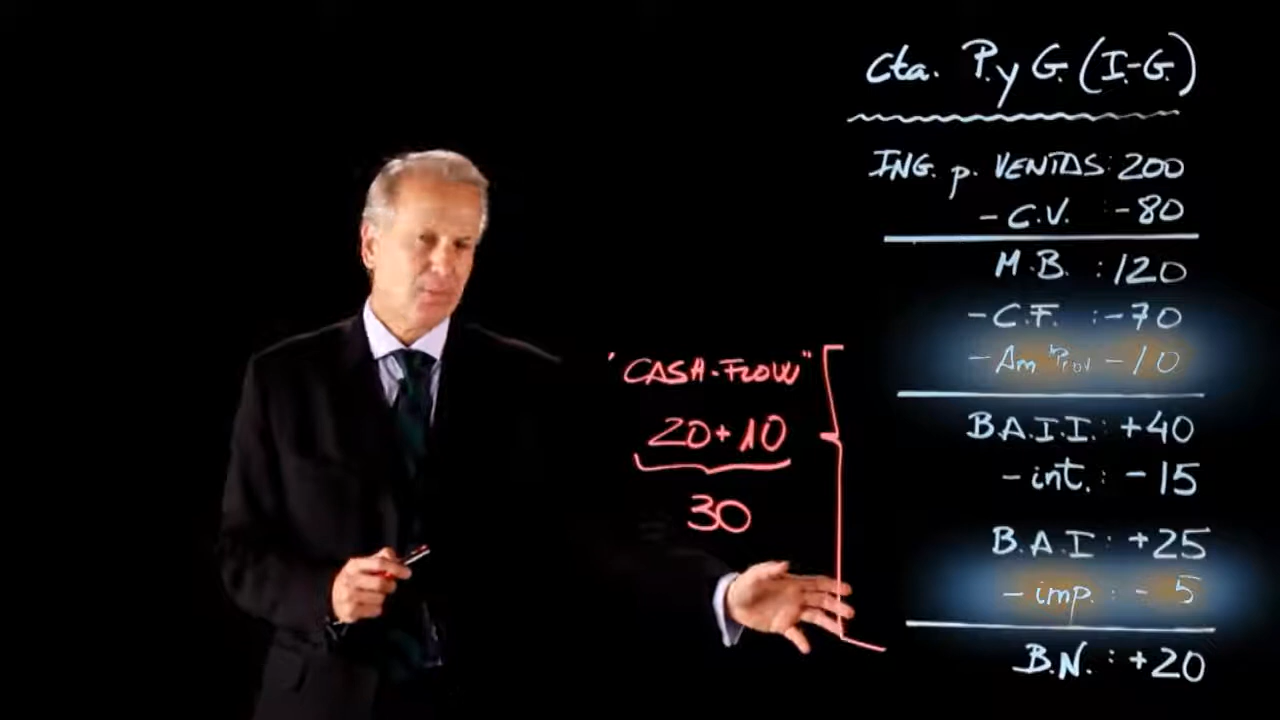 Cta. P. y G. (I-G.)
ING. p. VENTAS: 200
- C.V. : -80
M.B. : 120
- C.F. : -70
- Am + Prov -10
B.A.I.I. : +40
- int. : - 15
B.A.I : +25
- imp. : - 5
B.N. : +20
"CASH-FLOW"
20+10
30